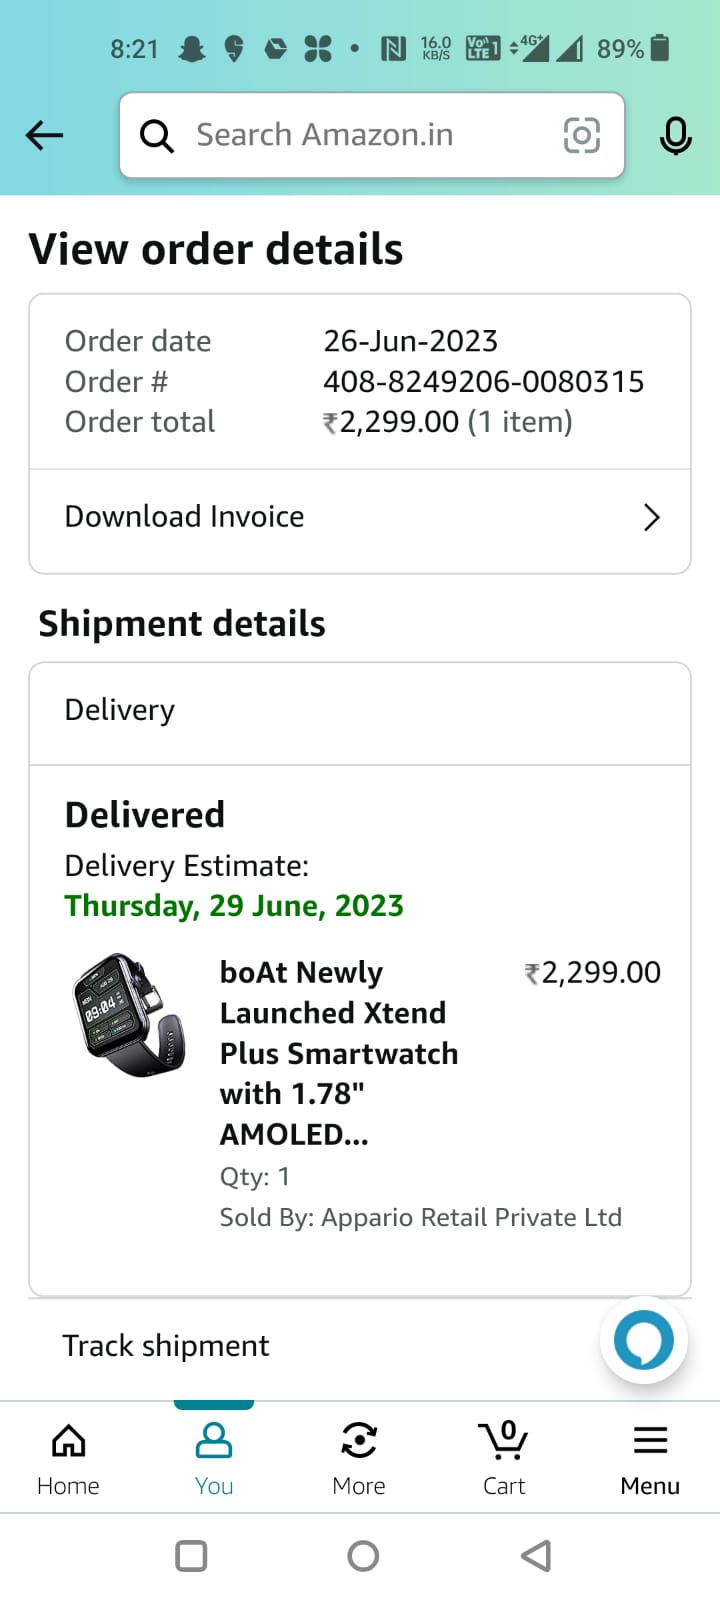 8:21 16.0 KB/S VoLTE 1 4G+ 89%
Search Amazon.in
View order details
Order date 26-Jun-2023
Order # 408-8249206-0080315
Order total ₹2,299.00 (1 item)
Download Invoice
Shipment details
Delivery
Delivered
Delivery Estimate:
Thursday, 29 June, 2023
09:04
boAt Newly ₹2,299.00
Launched Xtend
Plus Smartwatch
with 1.78"
AMOLED...
Qty: 1
Sold By: Appario Retail Private Ltd
Track shipment
0
Home You More Cart Menu